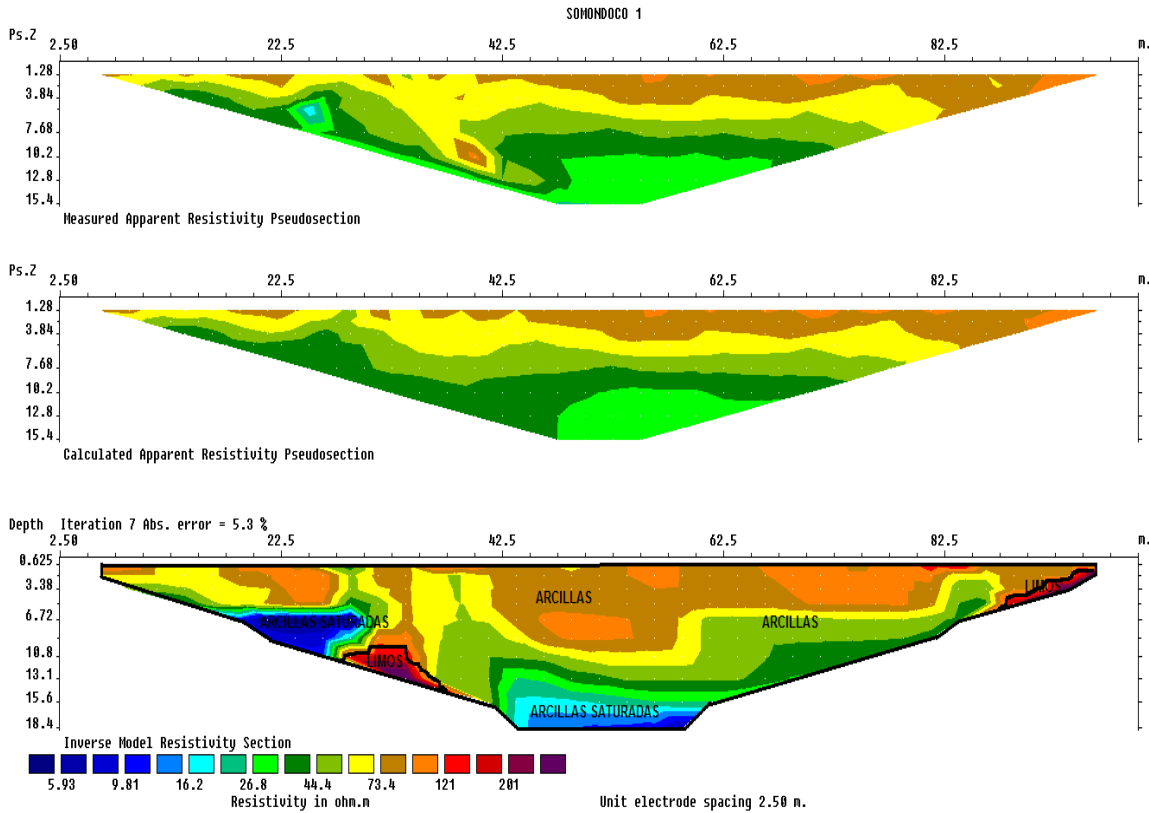 SOMONDOCO 1
Ps.Z
2.50 22.5 42.5 62.5 82.5 m.
1.28
3.84
7.68
10.2
12.8
15.4
Measured Apparent Resistivity Pseudosection
Ps.Z
2.50 22.5 42.5 62.5 82.5 m.
1.28
3.84
7.68
10.2
12.8
15.4
Calculated Apparent Resistivity Pseudosection
Depth Iteration 7 Abs. error = 5.3 %
2.50 22.5 42.5 62.5 82.5 m.
0.625
3.38
LIMOS
ARCILLAS
6.72
ARCILLAS SATURADAS
ARCILLAS
10.8
LIMOS
13.1
15.6
ARCILLAS SATURADAS
18.4
Inverse Model Resistivity Section
5.93 9.81 16.2 26.8 44.4 73.4 121 201
Resistivity in ohm.m
Unit electrode spacing 2.50 m.